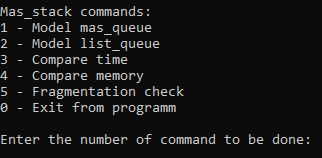 Mas_stack commands:
1 - Model mas_queue
2 - Model list_queue
3 - Compare time
4 - Compare memory
5 - Fragmentation check
0 - Exit from programm
Enter the number of command to be done: